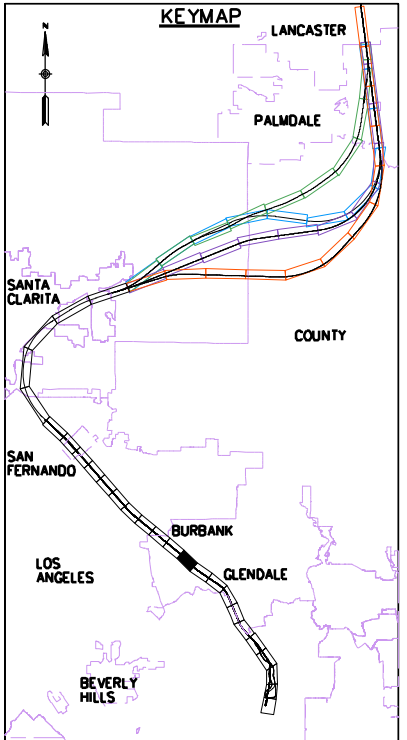 KEYMAP
N
LANCASTER
PALMDALE
SANTA
CLARITA
COUNTY
SAN
FERNANDO
BURBANK
LOS
ANGELES
GLENDALE
BEVERLY
HILLS